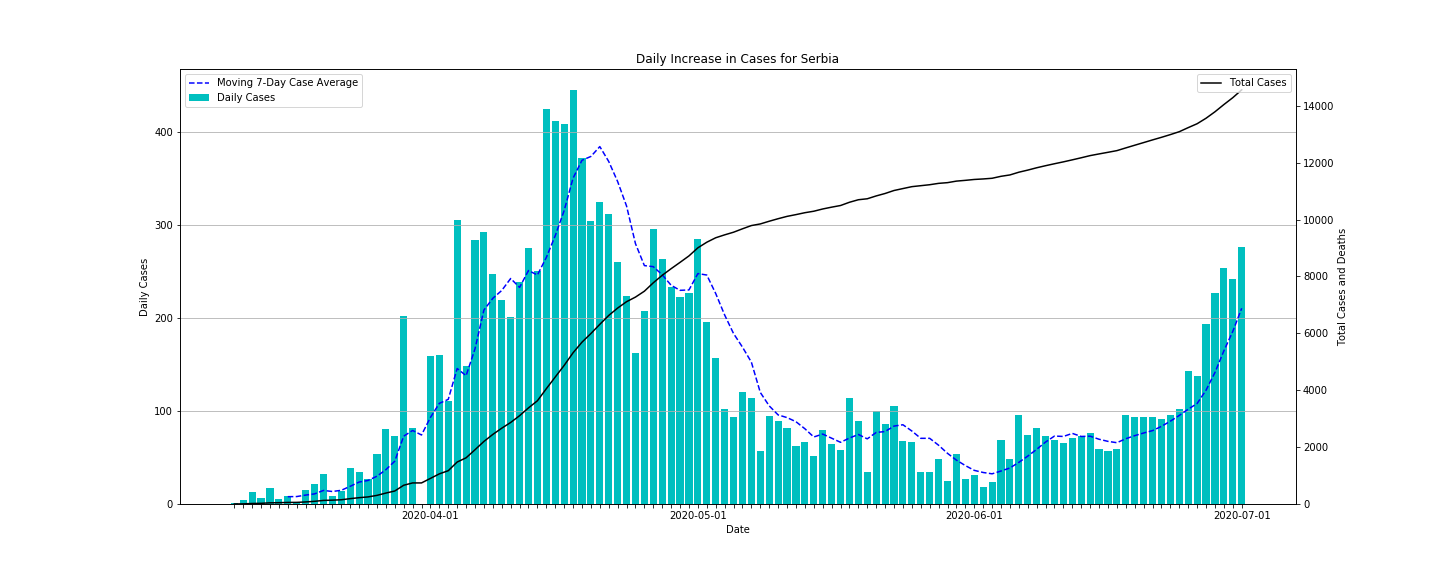 Daily Increase in Cases for Serbia
Moving 7-Day Case Average
Daily Cases
Total Cases
400
300
200
100
0
Daily Cases
14000
12000
10000
8000
6000
4000
2000
0
Total Cases and Deaths
2020-04-01
2020-05-01
2020-06-01
2020-07-01
Date